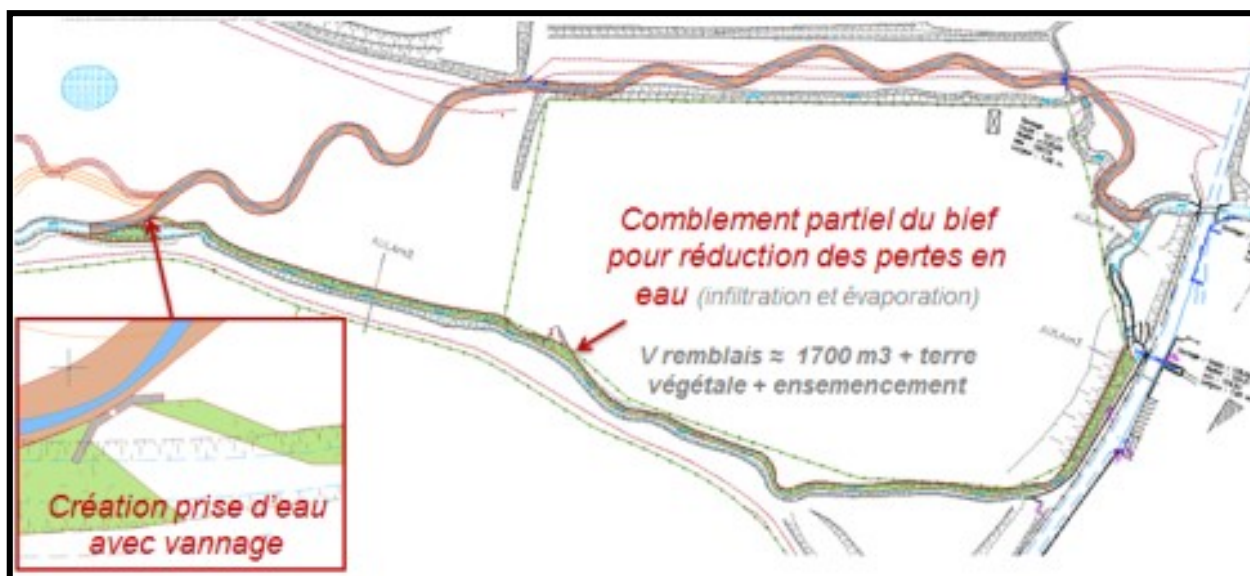 Comblement partiel du bief
pour réduction des pertes en
eau (infiltration et évaporation)
V remblais ≈ 1700 m3 + terre
végétale + ensemencement
Création prise d'eau
avec vannage